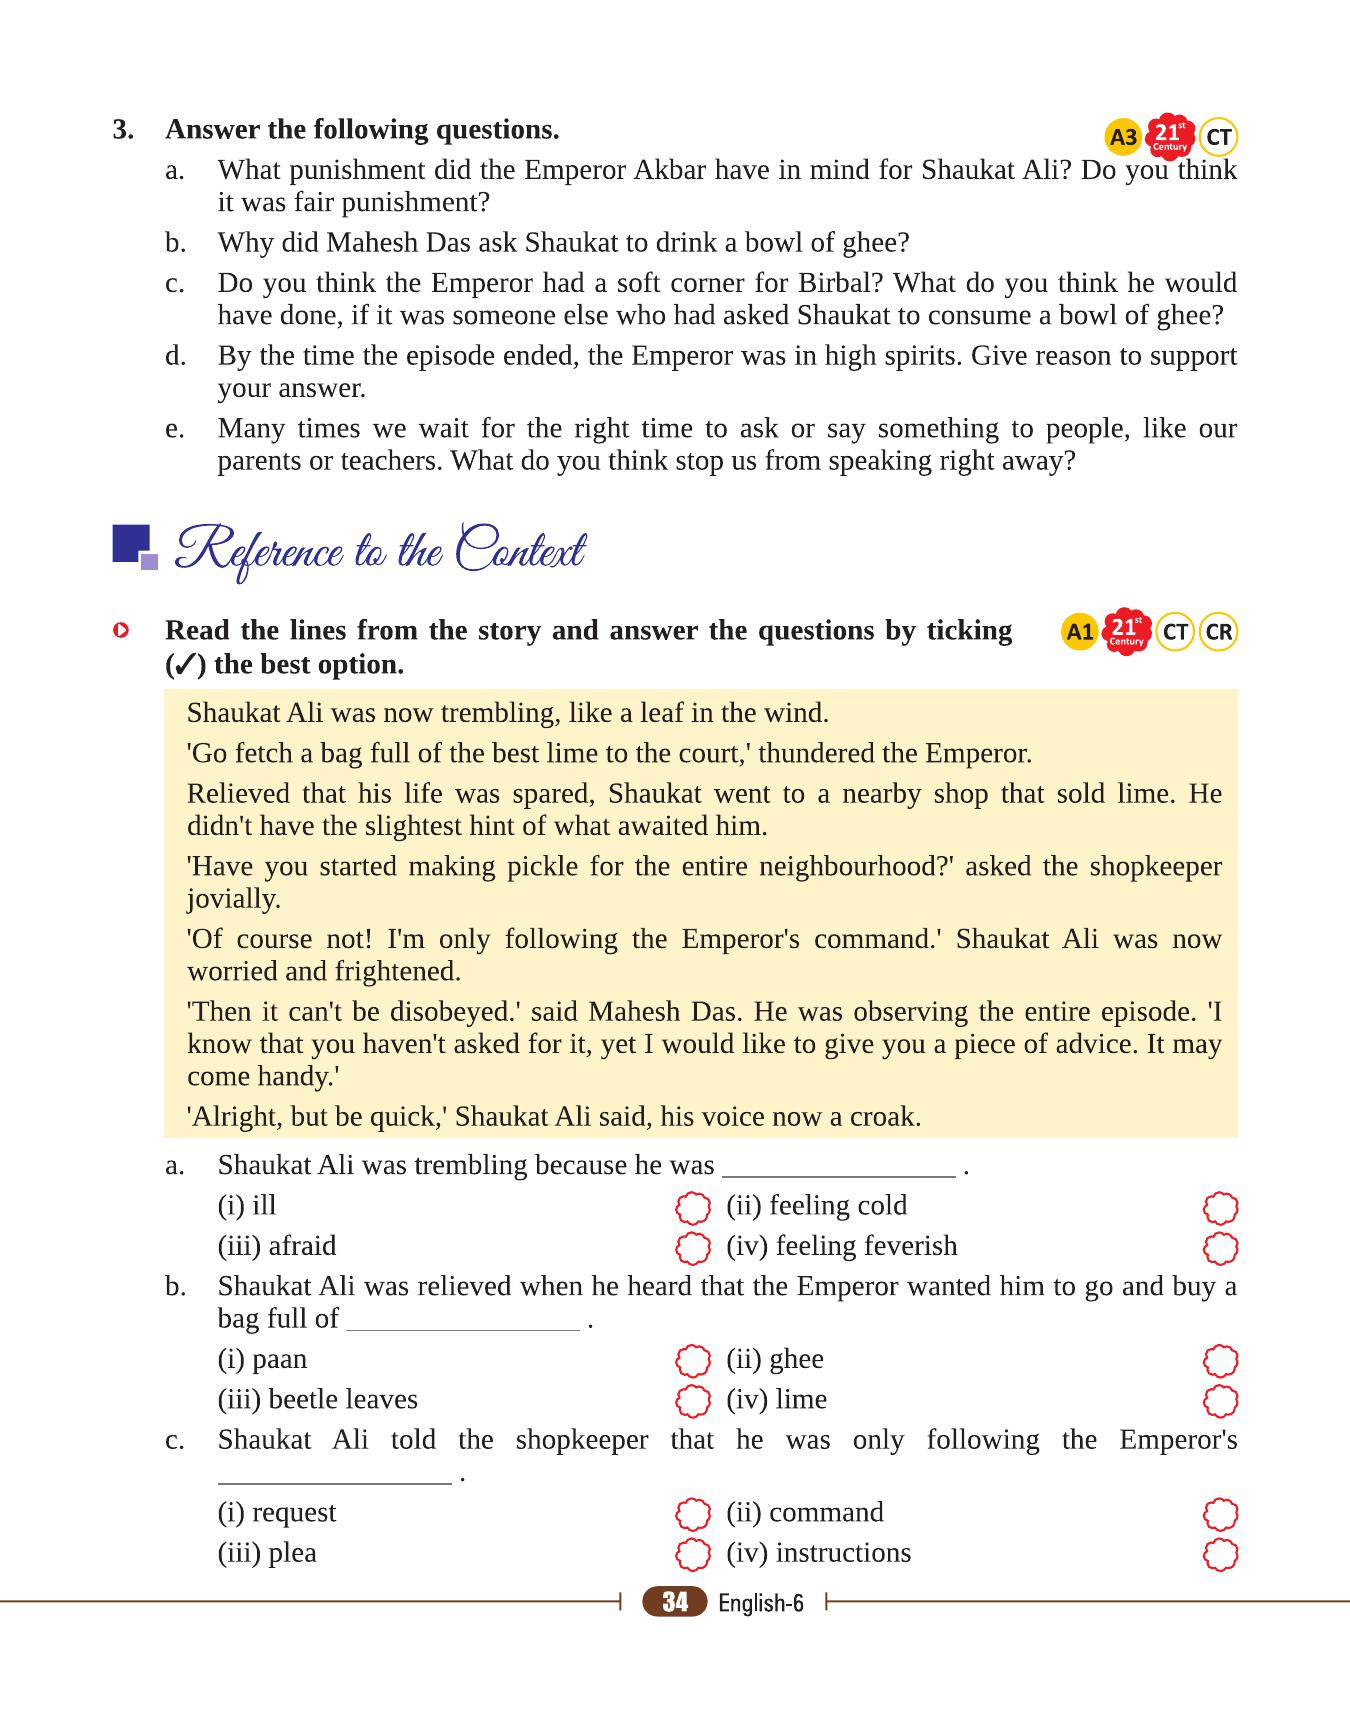 3. Answer the following questions.
A3 21st Century CT
a. What punishment did the Emperor Akbar have in mind for Shaukat Ali? Do you think
it was fair punishment?
b. Why did Mahesh Das ask Shaukat to drink a bowl of ghee?
c. Do you think the Emperor had a soft corner for Birbal? What do you think he would
have done, if it was someone else who had asked Shaukat to consume a bowl of ghee?
d. By the time the episode ended, the Emperor was in high spirits. Give reason to support
your answer.
e. Many times we wait for the right time to ask or say something to people, like our
parents or teachers. What do you think stop us from speaking right away?
Reference to the Context
Read the lines from the story and answer the questions by ticking
(✓) the best option.
A1 21st Century CT CR
Shaukat Ali was now trembling, like a leaf in the wind.
'Go fetch a bag full of the best lime to the court,' thundered the Emperor.
Relieved that his life was spared, Shaukat went to a nearby shop that sold lime. He
didn't have the slightest hint of what awaited him.
'Have you started making pickle for the entire neighbourhood?' asked the shopkeeper
jovially.
'Of course not! I'm only following the Emperor's command.' Shaukat Ali was now
worried and frightened.
'Then it can't be disobeyed.' said Mahesh Das. He was observing the entire episode. 'I
know that you haven't asked for it, yet I would like to give you a piece of advice. It may
come handy.'
'Alright, but be quick,' Shaukat Ali said, his voice now a croak.
a. Shaukat Ali was trembling because he was ________________ .
(i) ill (ii) feeling cold
(iii) afraid (iv) feeling feverish
b. Shaukat Ali was relieved when he heard that the Emperor wanted him to go and buy a
bag full of ________________ .
(i) paan (ii) ghee
(iii) beetle leaves (iv) lime
c. Shaukat Ali told the shopkeeper that he was only following the Emperor's
________________ .
(i) request (ii) command
(iii) plea (iv) instructions
34 English-6